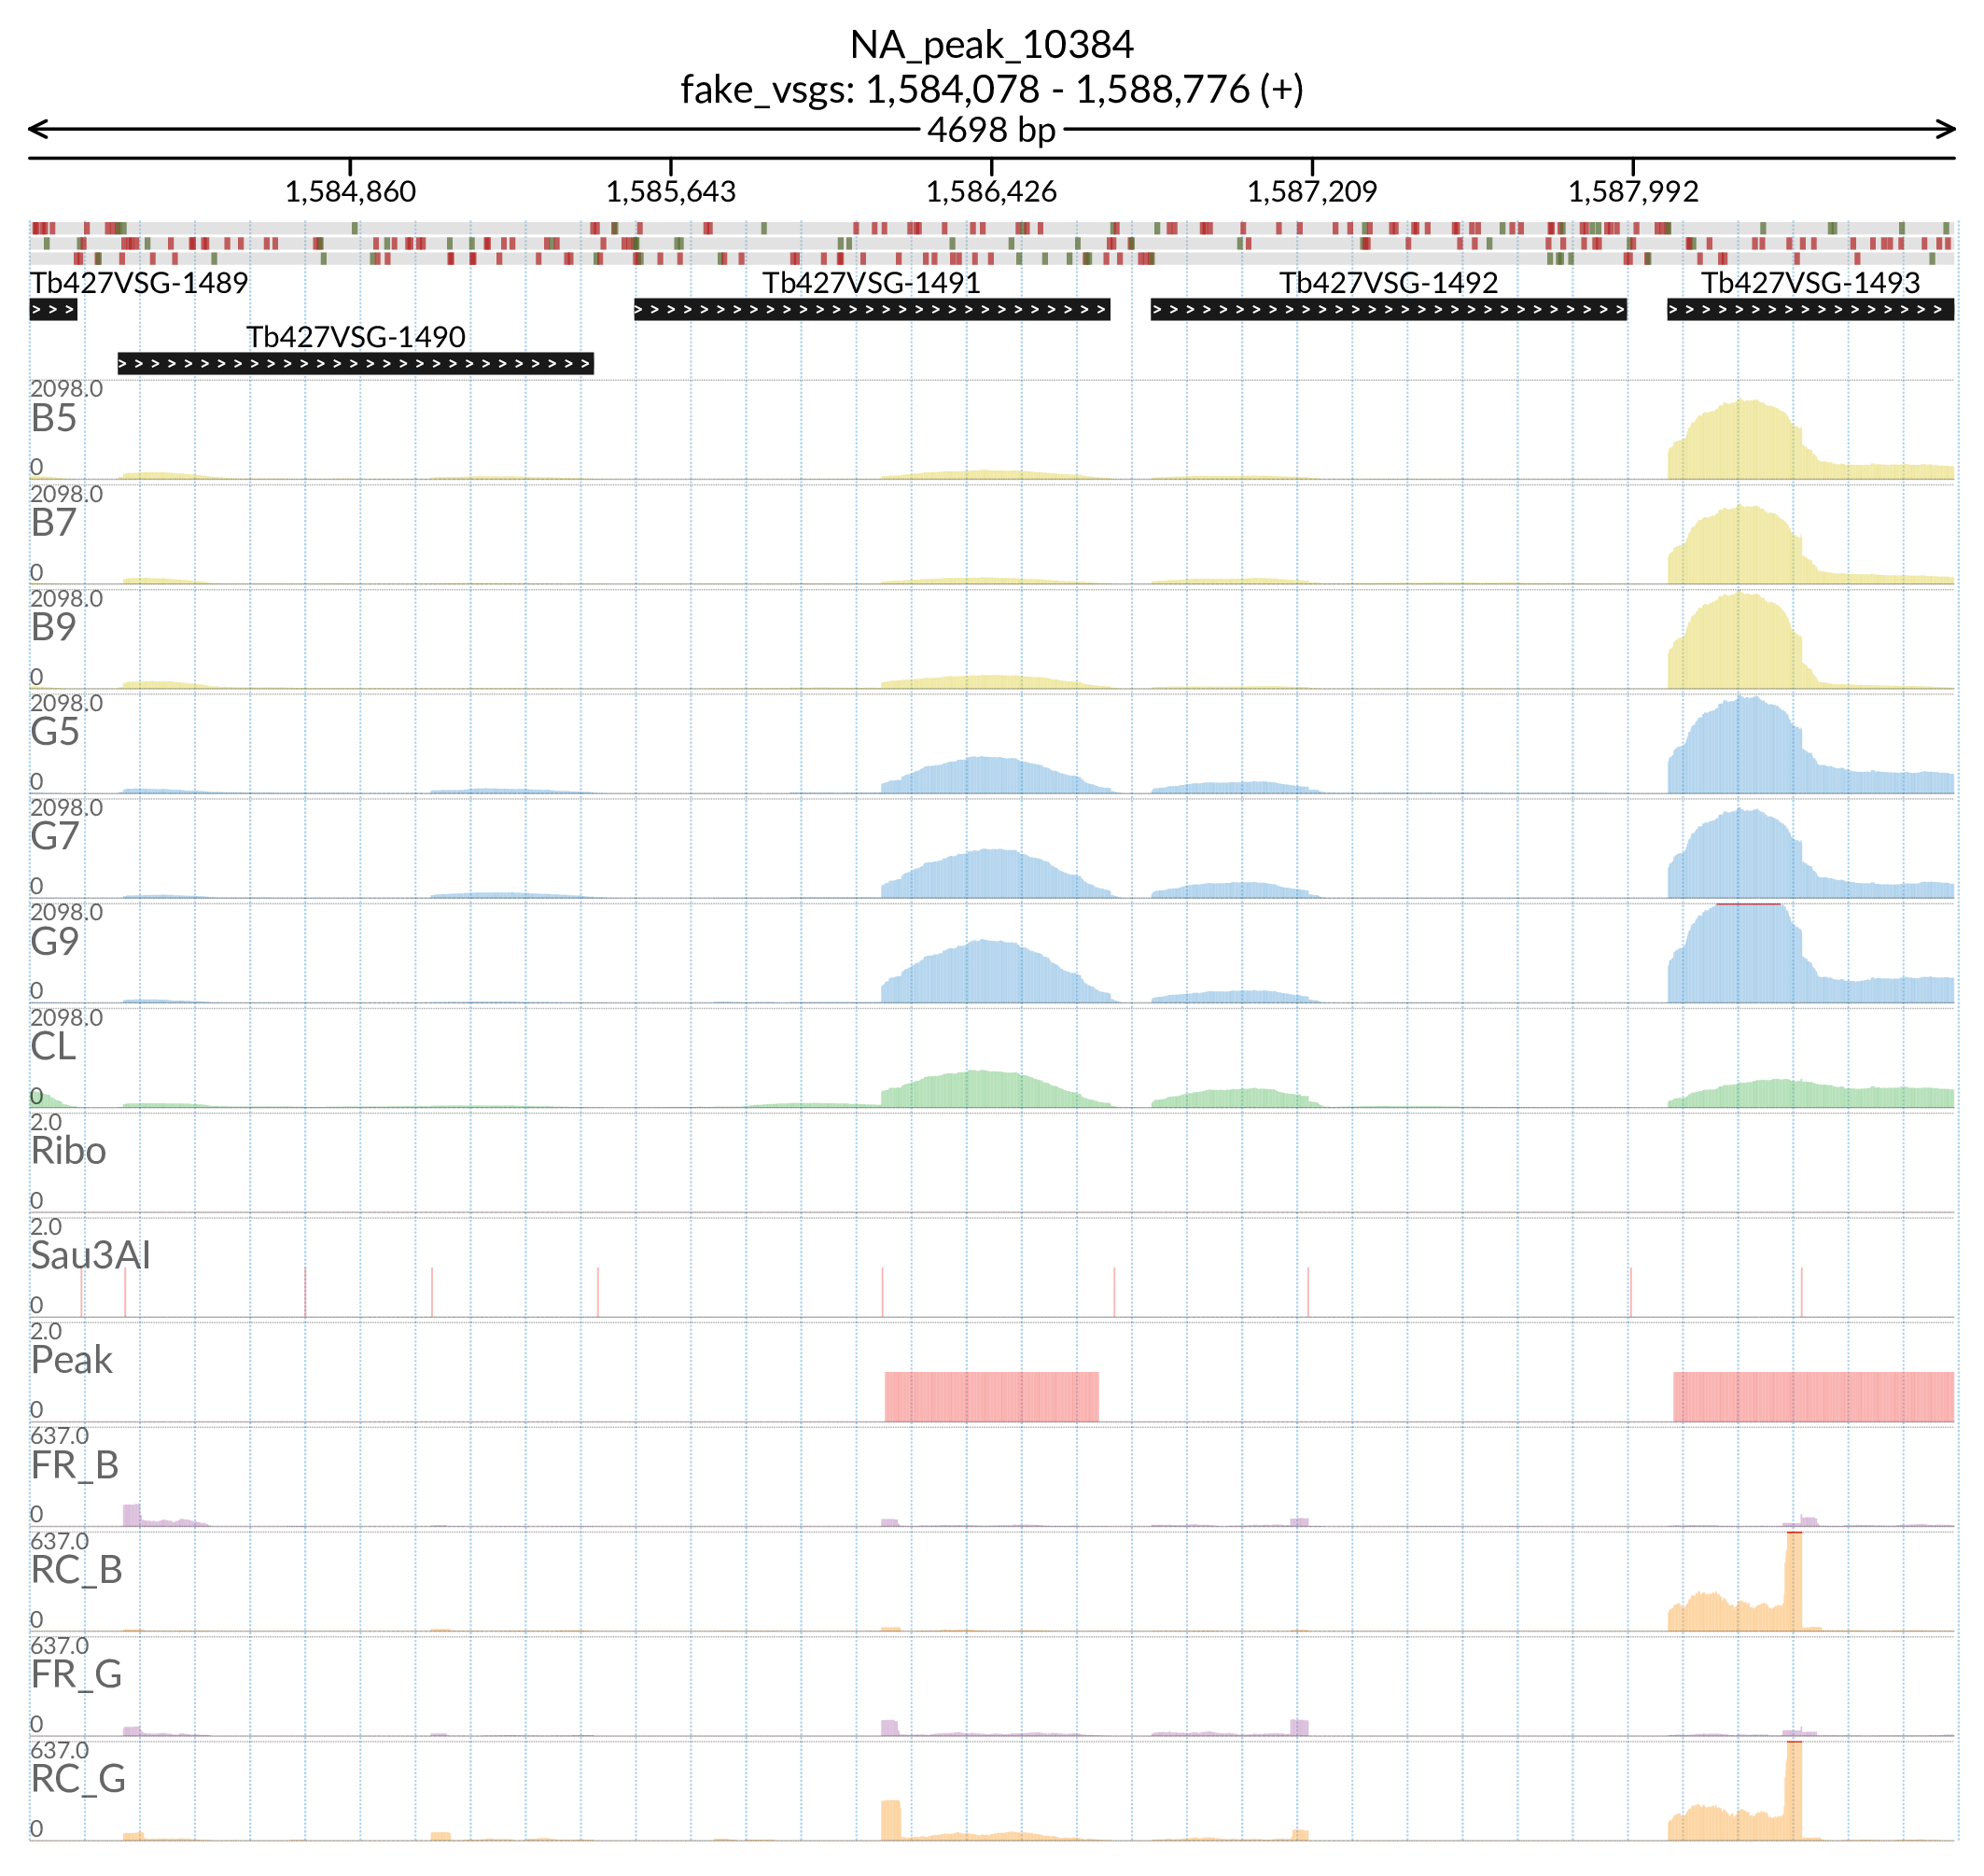 NA_peak_10384
fake_vsgs: 1,584,078 - 1,588,776 (+)
4698 bp
1,584,860 1,585,643 1,586,426 1,587,209 1,587,992
Tb427VSG-1489 Tb427VSG-1491 Tb427VSG-1492 Tb427VSG-1493
> > > > > > > > > > > > > > > > > > > > > > > > > > > > > > > > > > > > > > > > > > > > > > > > > > > > > > > > > > > > > > > > > > > > > > > > > > > > > > >
Tb427VSG-1490
> > > > > > > > > > > > > > > > > > > > > > > > > > > > >
2098.0
B5
0
2098.0
B7
0
2098.0
B9
0
2098.0
G5
0
2098.0
G7
0
2098.0
G9
0
2098.0
CL
0
2.0
Ribo
0
2.0
Sau3AI
0
2.0
Peak
0
637.0
FR_B
0
637.0
RC_B
0
637.0
FR_G
0
637.0
RC_G
0